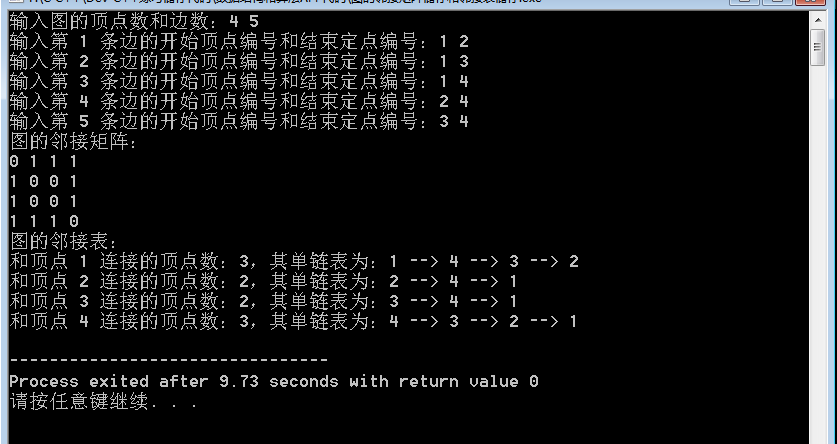 输入图的顶点数和边数：4 5
输入第 1 条边的开始顶点编号和结束定点编号：1 2
输入第 2 条边的开始顶点编号和结束定点编号：1 3
输入第 3 条边的开始顶点编号和结束定点编号：1 4
输入第 4 条边的开始顶点编号和结束定点编号：2 4
输入第 5 条边的开始顶点编号和结束定点编号：3 4
图的邻接矩阵：
0 1 1 1
1 0 0 1
1 0 0 1
1 1 1 0
图的邻接表：
和顶点 1 连接的顶点数：3，其单链表为：1 --> 4 --> 3 --> 2
和顶点 2 连接的顶点数：2，其单链表为：2 --> 4 --> 1
和顶点 3 连接的顶点数：2，其单链表为：3 --> 4 --> 1
和顶点 4 连接的顶点数：3，其单链表为：4 --> 3 --> 2 --> 1
--------------------------------
Process exited after 9.73 seconds with return value 0
请按任意键继续. . .